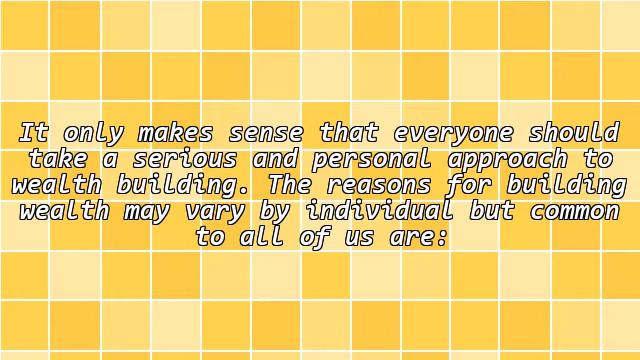 It only makes sense that everyone should
take a serious and personal approach to
wealth building. The reasons for building
wealth may vary by individual but common
to all of us are: